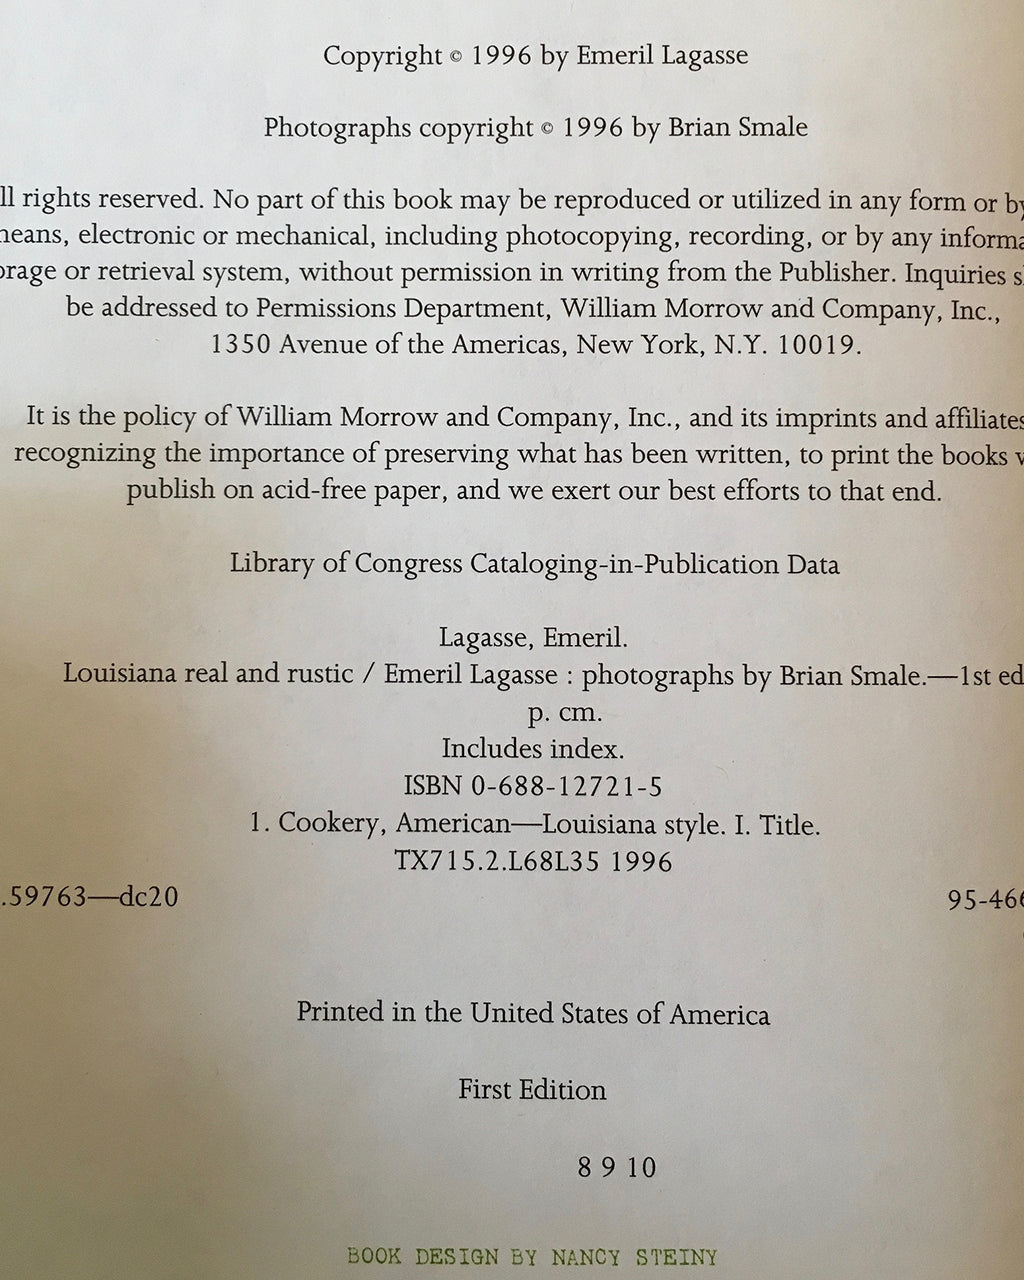 Copyright © 1996 by Emeril Lagasse
Photographs copyright © 1996 by Brian Smale
ll rights reserved. No part of this book may be reproduced or utilized in any form or by
eans, electronic or mechanical, including photocopying, recording, or by any informa
rage or retrieval system, without permission in writing from the Publisher. Inquiries s
be addressed to Permissions Department, William Morrow and Company, Inc.,
1350 Avenue of the Americas, New York, N.Y. 10019.
It is the policy of William Morrow and Company, Inc., and its imprints and affiliates
recognizing the importance of preserving what has been written, to print the books
publish on acid-free paper, and we exert our best efforts to that end.
Library of Congress Cataloging-in-Publication Data
Lagasse, Emeril.
Louisiana real and rustic / Emeril Lagasse : photographs by Brian Smale.—1st ed
p. cm.
Includes index.
ISBN 0-688-12721-5
1. Cookery, American—Louisiana style. I. Title.
TX715.2.L68L35 1996
.59763—dc20 95-466
Printed in the United States of America
First Edition
8 9 10
BOOK DESIGN BY NANCY STEINY